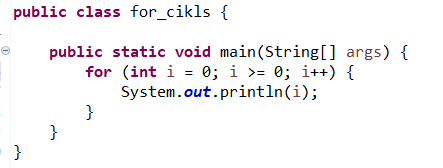 public class for_cikls {
public static void main(String[] args) {
for (int i = 0; i >= 0; i++) {
System.out.println(i);
}
}
}